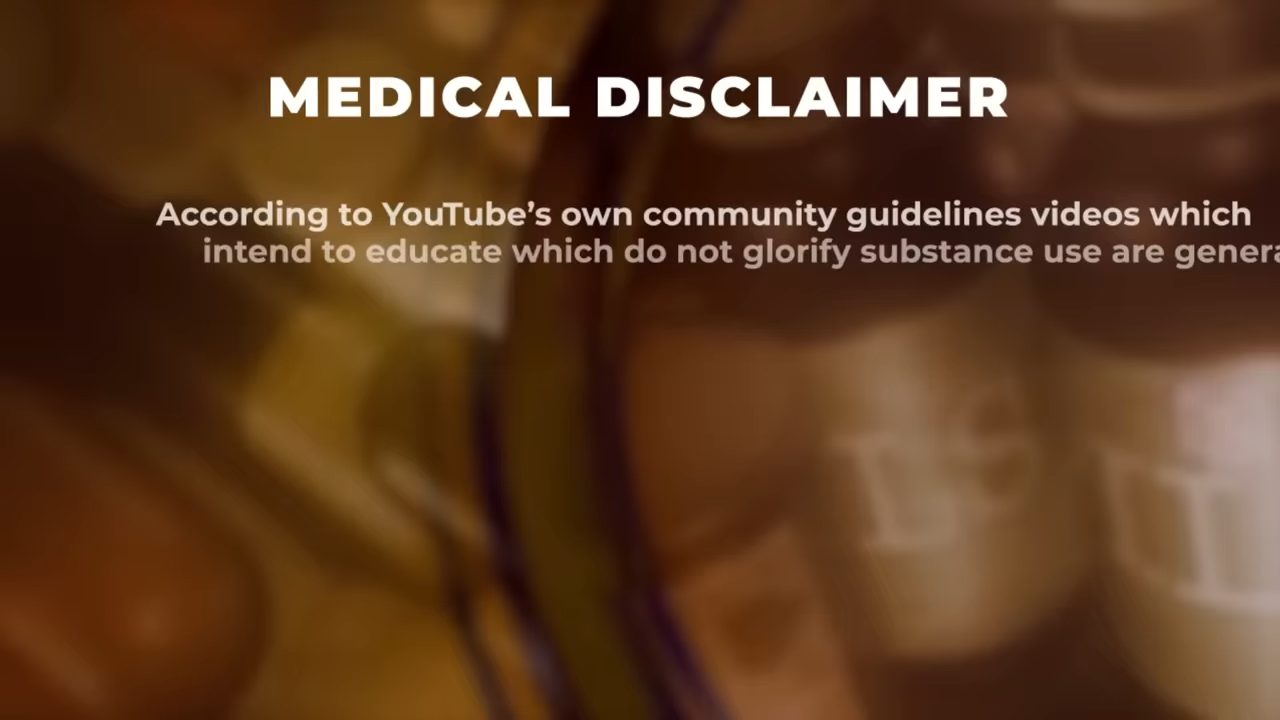 MEDICAL DISCLAIMER
According to YouTube’s own community guidelines videos which
intend to educate which do not glorify substance use are genera